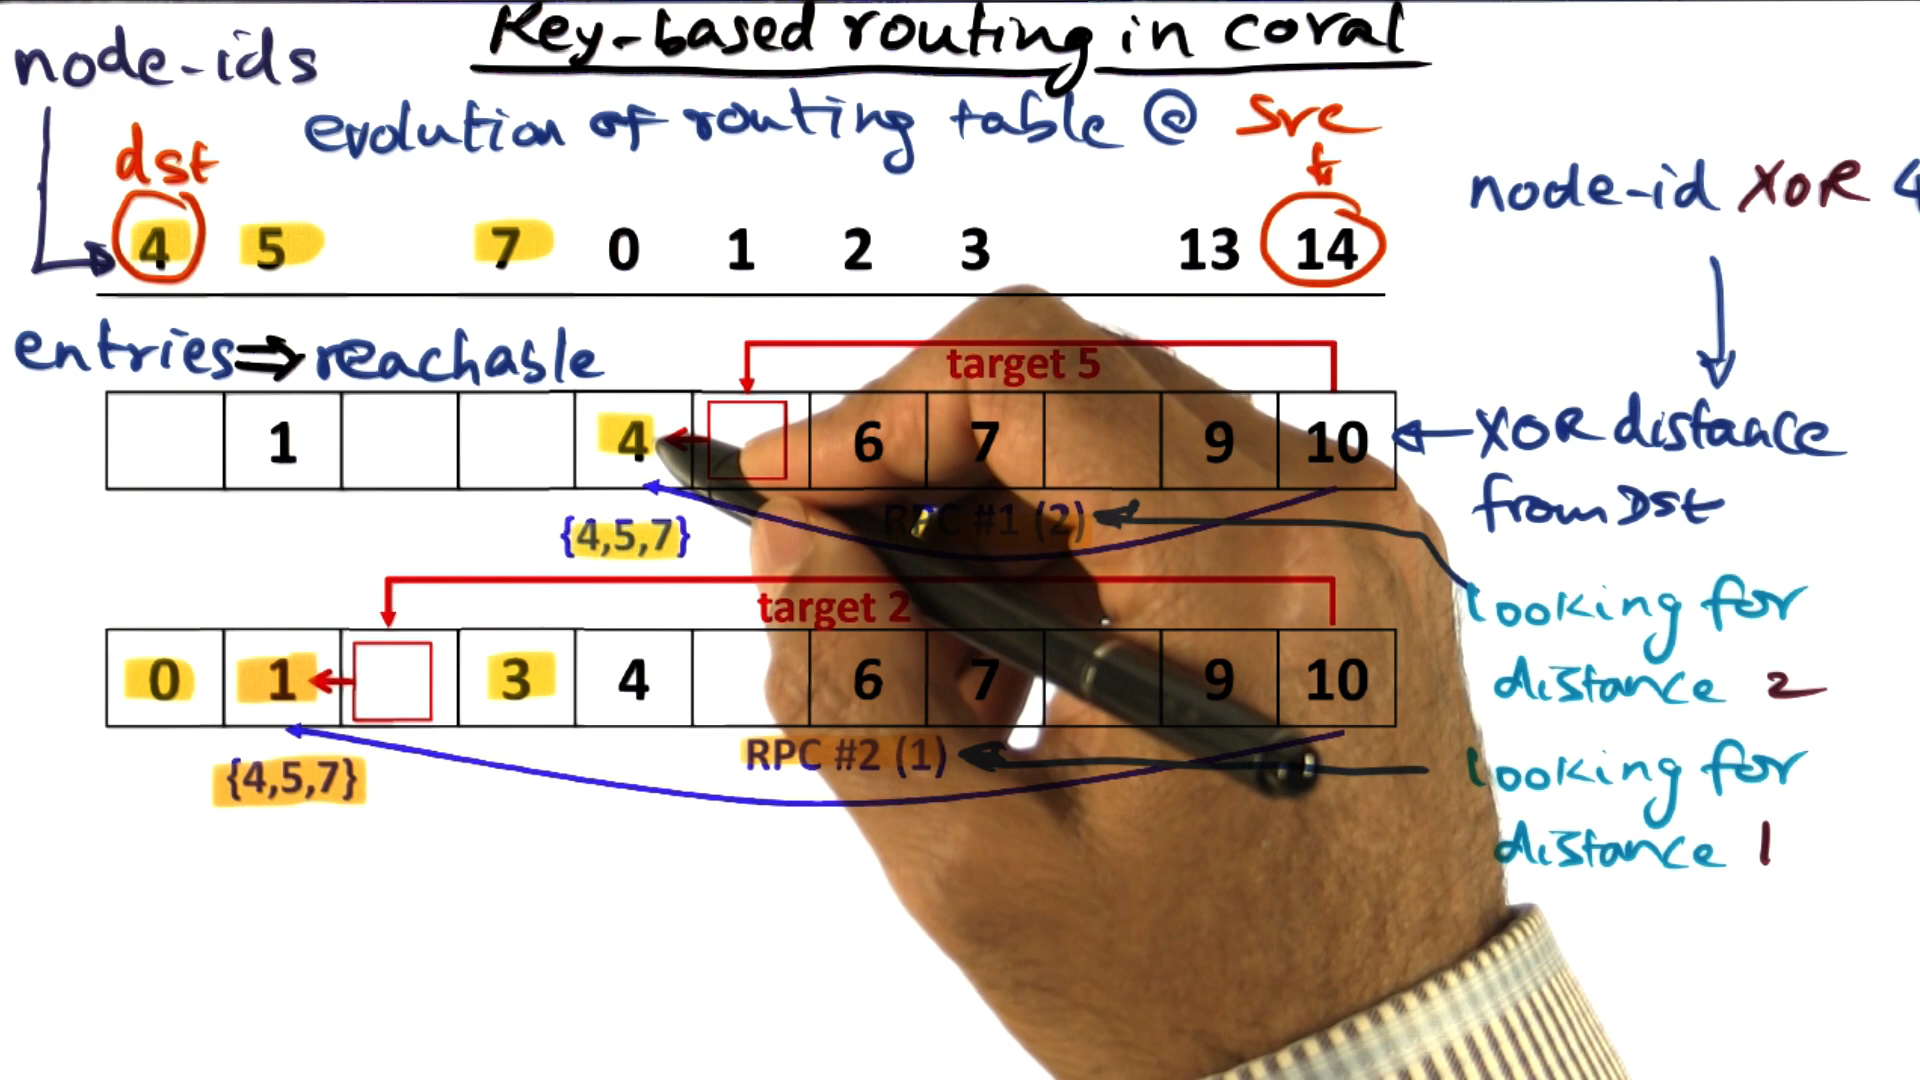 Key-based routing in coral
node-ids
evolution of routing table @ src
dst
node-id XOR 4
4 5 7 0 1 2 3 13 14
entries ⇒ reachable
target 5
1 4 6 7 9 10
XOR distance
from Dst
{4,5,7}
RPC #1 (2)
looking for
distance 2
target 2
0 1 3 4 6 7 9 10
RPC #2 (1)
{4,5,7}
looking for
distance 1